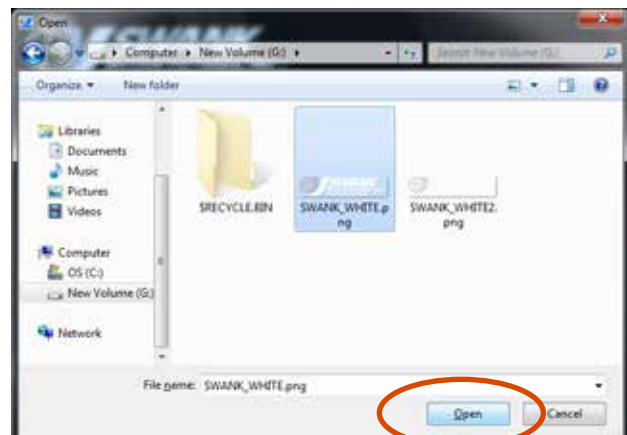 Open
Computer ▸ New Volume (G:) ▸
Search New Volume (G:)
Organize ▾ New folder
Libraries
Documents
Music
Pictures
Videos
Computer
OS (C:)
New Volume (G:)
Network
$RECYCLE.BIN
SWANK_WHITE.p
ng
SWANK_WHITE2.
png
File name: SWANK_WHITE.png
Open
Cancel